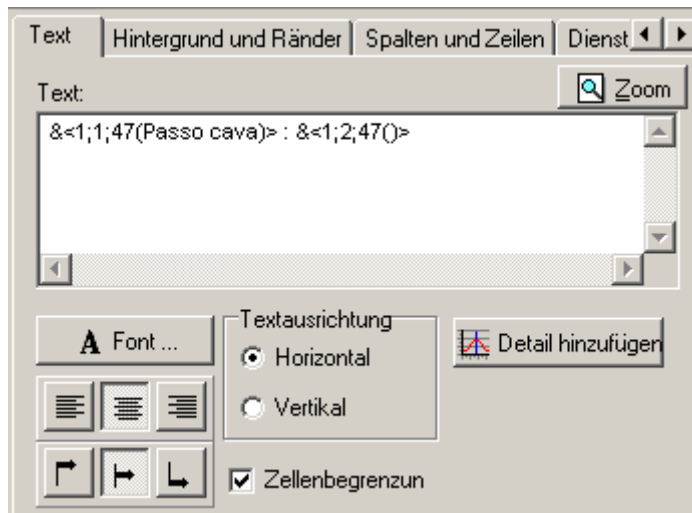 Text
Hintergrund und Ränder
Spalten und Zeilen
Dienst
Text:
Zoom
&<1;1;47(Passo cava)> : &<1;2;47()>
A Font ...
Textausrichtung
Horizontal
Vertikal
Detail hinzufügen
Zellenbegrenzun